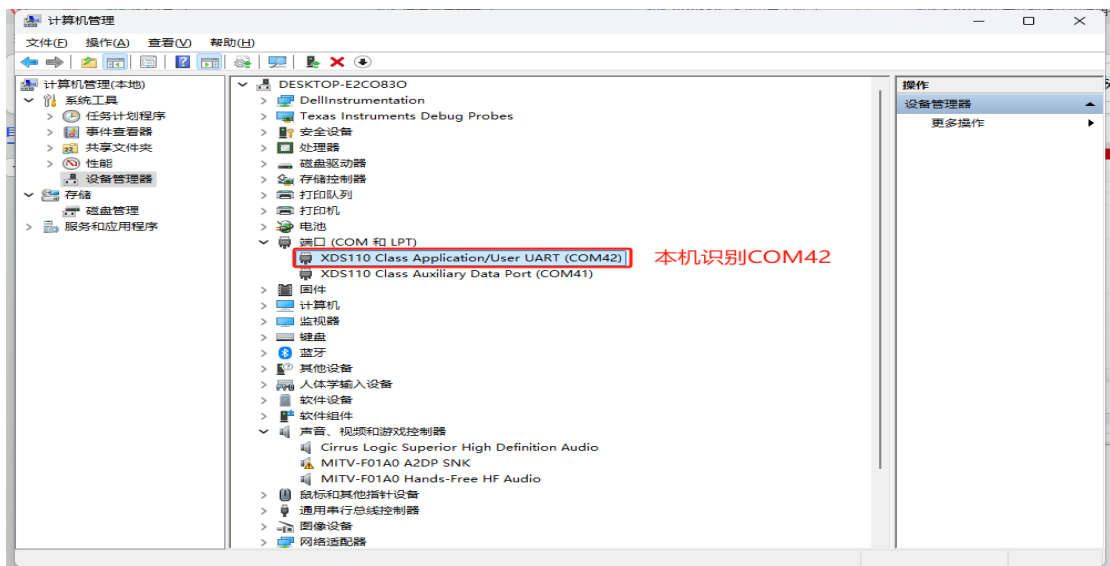 计算机管理
文件(F) 操作(A) 查看(V) 帮助(H)
计算机管理(本地)
系统工具
任务计划程序
事件查看器
共享文件夹
性能
设备管理器
存储
磁盘管理
服务和应用程序
DESKTOP-E2CO83O
DellInstrumentation
Texas Instruments Debug Probes
安全设备
处理器
磁盘驱动器
存储控制器
打印队列
打印机
电池
端口 (COM 和 LPT)
XDS110 Class Application/User UART (COM42)
本机识别COM42
XDS110 Class Auxiliary Data Port (COM41)
固件
计算机
监视器
键盘
蓝牙
其他设备
人体学输入设备
软件设备
软件组件
声音、视频和游戏控制器
Cirrus Logic Superior High Definition Audio
MITV-F01A0 A2DP SNK
MITV-F01A0 Hands-Free HF Audio
鼠标和其他指针设备
通用串行总线控制器
图像设备
网络适配器
操作
设备管理器
更多操作